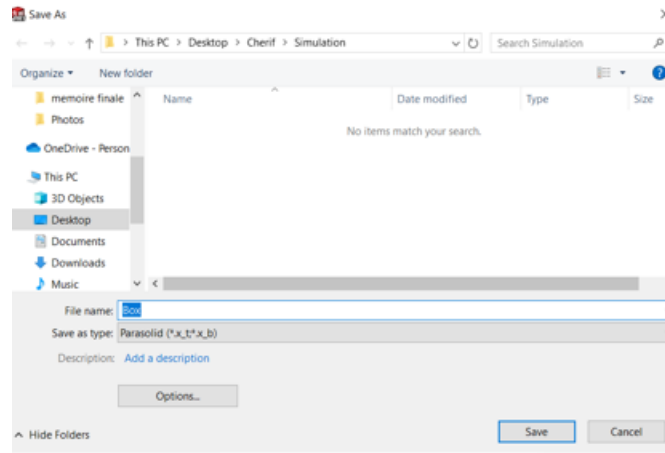 Save As
This PC > Desktop > Cherif > Simulation
Search Simulation
Organize
New folder
memoire finale
Photos
OneDrive - Person
This PC
3D Objects
Desktop
Documents
Downloads
Music
Name
Date modified
Type
Size
No items match your search.
File name: Box
Save as type: Parasolid (*.x_t;*.x_b)
Description: Add a description
Options...
Hide Folders
Save
Cancel